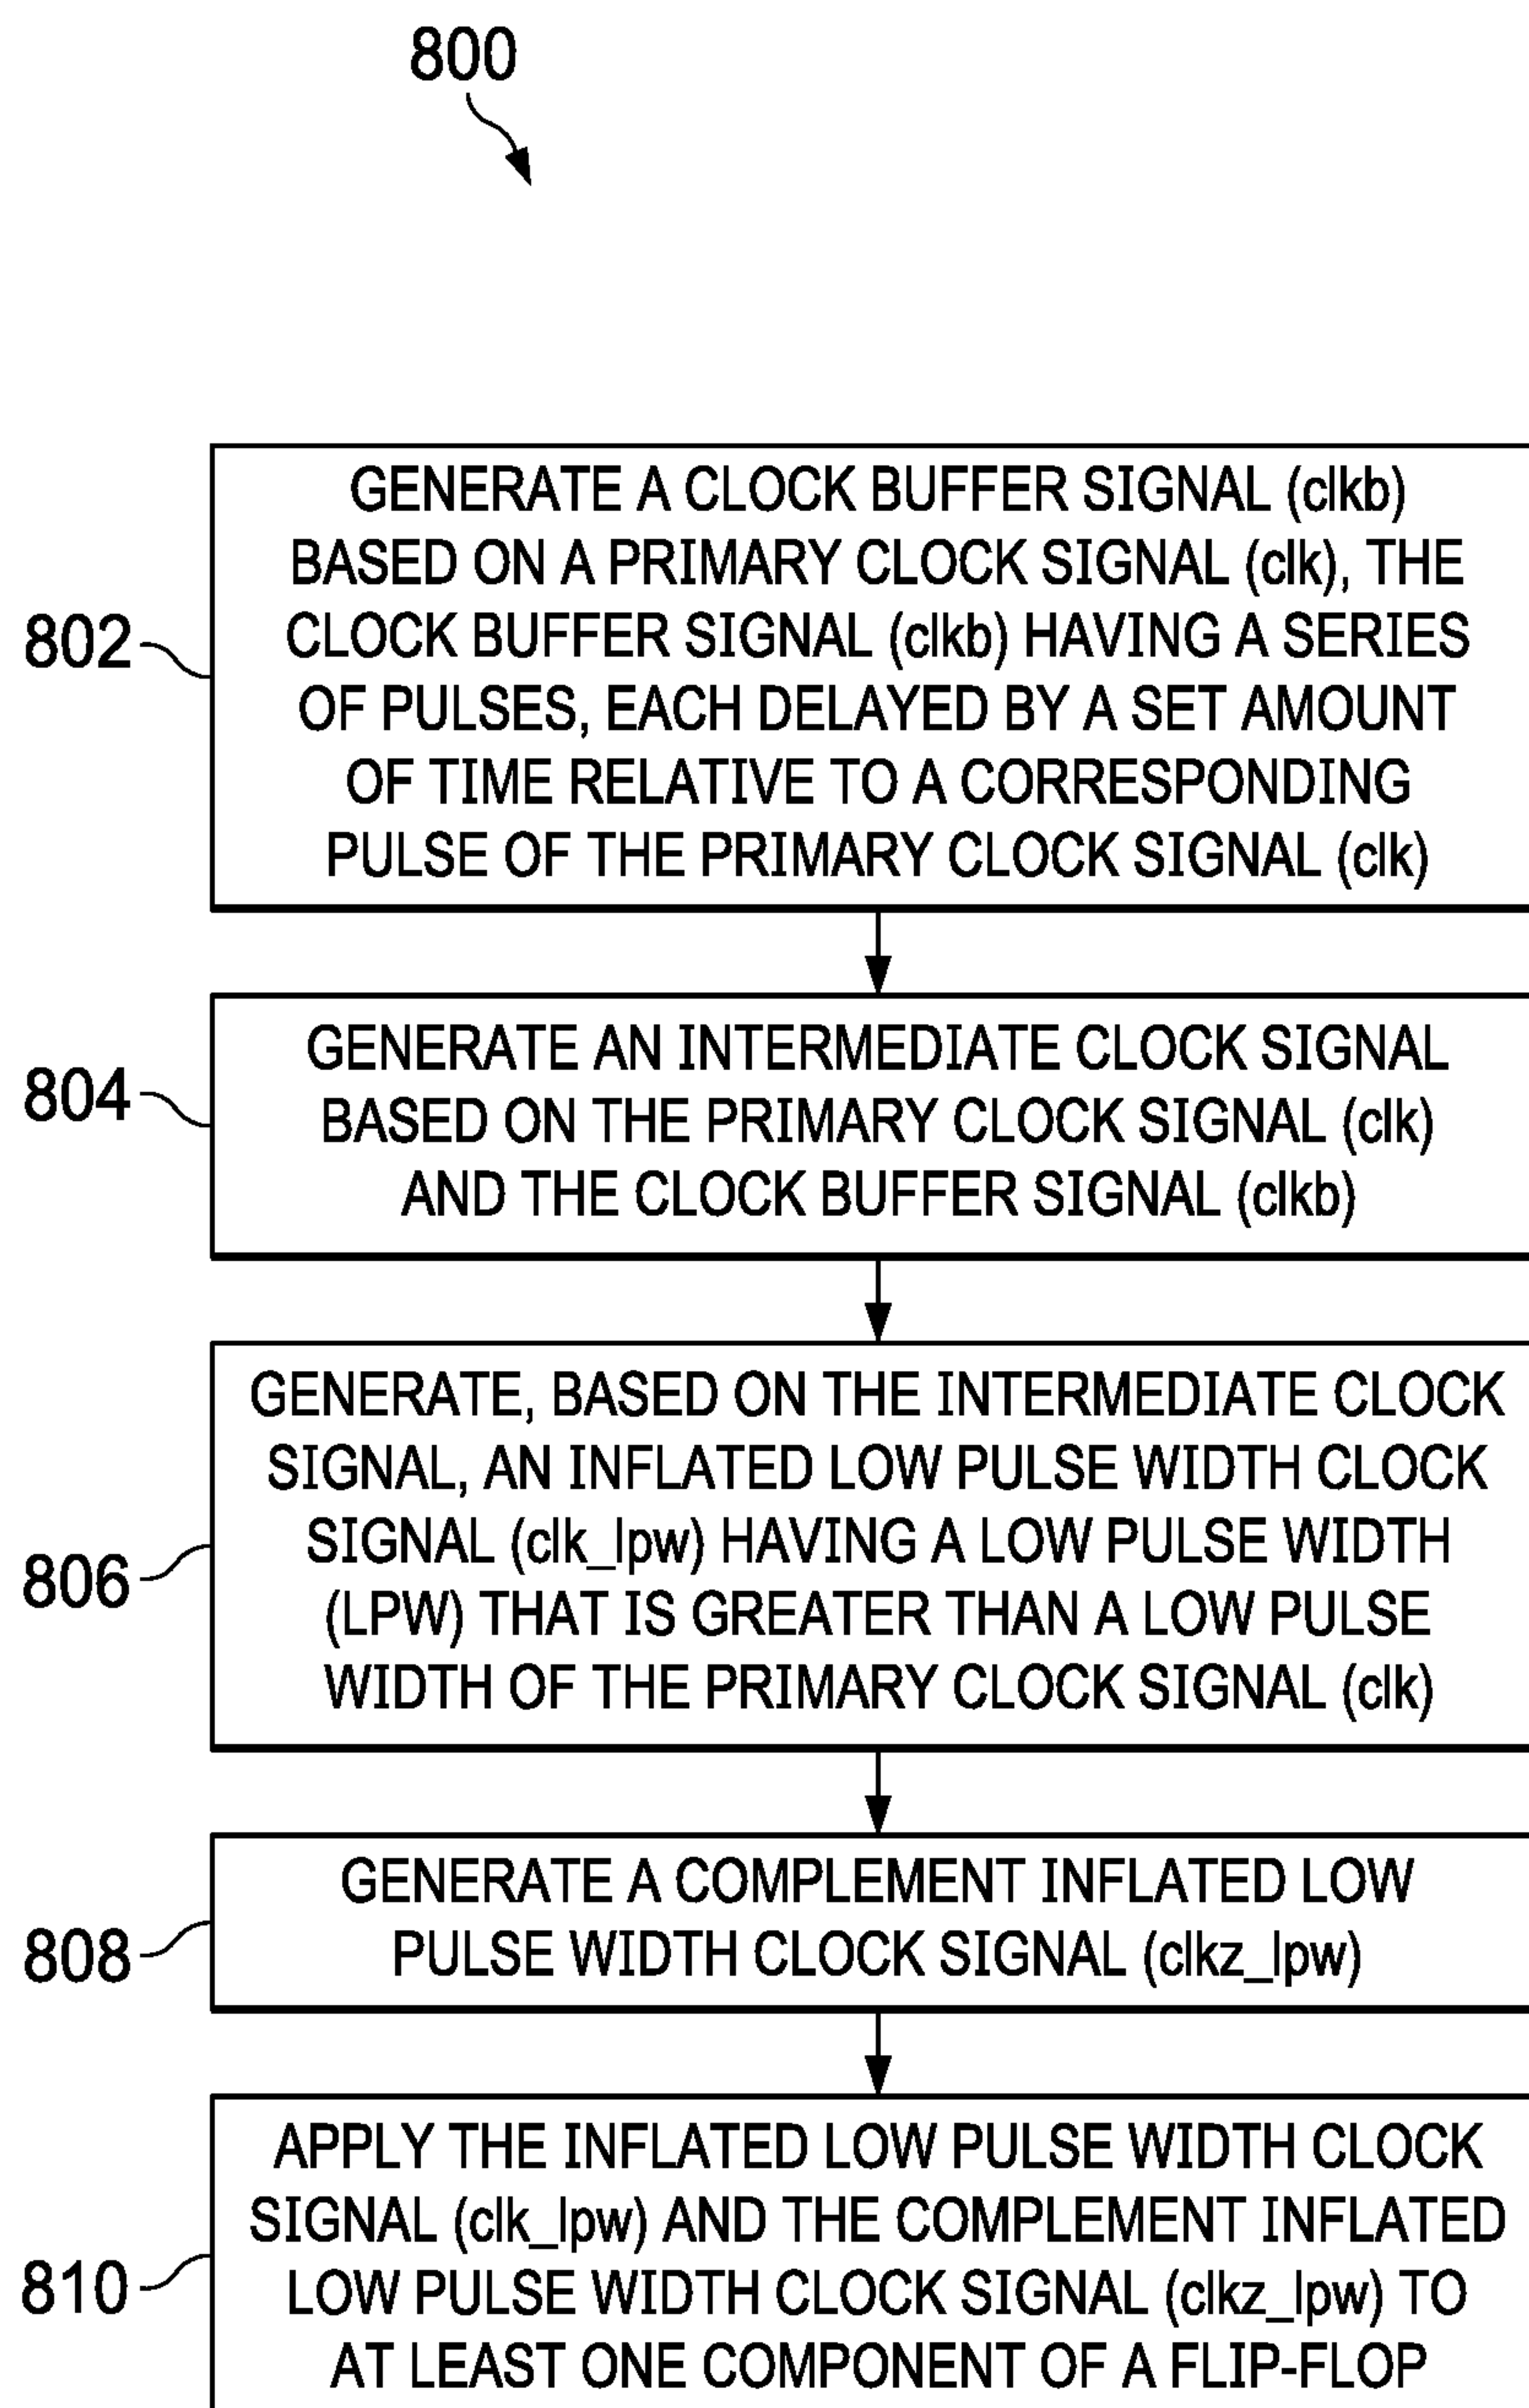 800
GENERATE A CLOCK BUFFER SIGNAL (clkb)
BASED ON A PRIMARY CLOCK SIGNAL (clk), THE
CLOCK BUFFER SIGNAL (clkb) HAVING A SERIES
OF PULSES, EACH DELAYED BY A SET AMOUNT
OF TIME RELATIVE TO A CORRESPONDING
PULSE OF THE PRIMARY CLOCK SIGNAL (clk)
802
GENERATE AN INTERMEDIATE CLOCK SIGNAL
BASED ON THE PRIMARY CLOCK SIGNAL (clk)
AND THE CLOCK BUFFER SIGNAL (clkb)
804
GENERATE, BASED ON THE INTERMEDIATE CLOCK
SIGNAL, AN INFLATED LOW PULSE WIDTH CLOCK
SIGNAL (clk_lpw) HAVING A LOW PULSE WIDTH
(LPW) THAT IS GREATER THAN A LOW PULSE
WIDTH OF THE PRIMARY CLOCK SIGNAL (clk)
806
GENERATE A COMPLEMENT INFLATED LOW
PULSE WIDTH CLOCK SIGNAL (clkz_lpw)
808
APPLY THE INFLATED LOW PULSE WIDTH CLOCK
SIGNAL (clk_lpw) AND THE COMPLEMENT INFLATED
LOW PULSE WIDTH CLOCK SIGNAL (clkz_lpw) TO
AT LEAST ONE COMPONENT OF A FLIP-FLOP
810